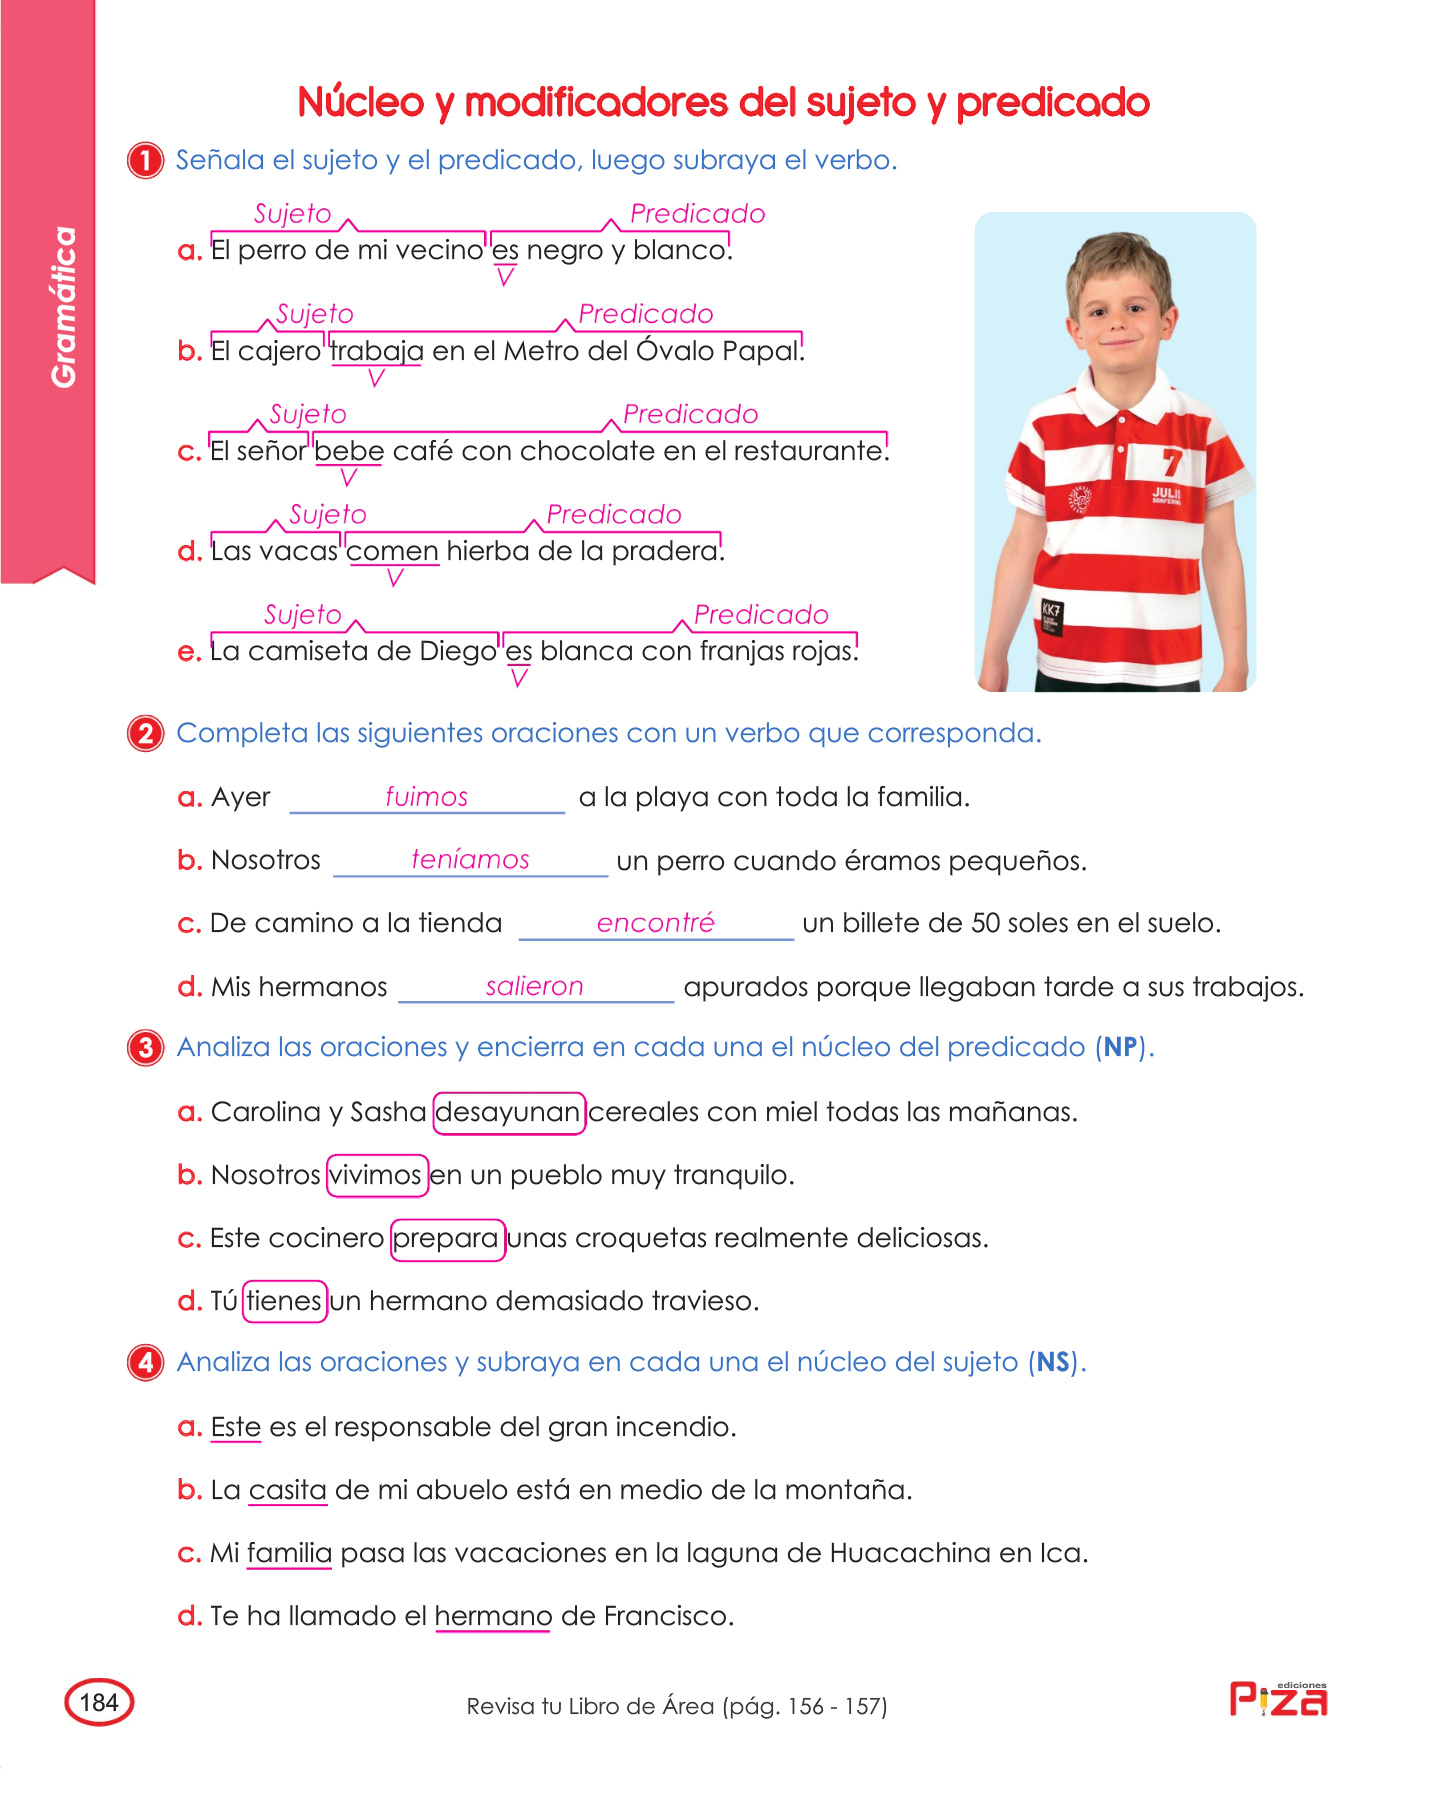 Gramática
Núcleo y modificadores del sujeto y predicado
1 Señala el sujeto y el predicado, luego subraya el verbo.
Sujeto Predicado
a. El perro de mi vecino es negro y blanco.
V
Sujeto Predicado
b. El cajero trabaja en el Metro del Óvalo Papal.
V
Sujeto Predicado
c. El señor bebe café con chocolate en el restaurante.
V
Sujeto Predicado
d. Las vacas comen hierba de la pradera.
V
Sujeto Predicado
e. La camiseta de Diego es blanca con franjas rojas.
V
7
KK7
2 Completa las siguientes oraciones con un verbo que corresponda.
a. Ayer fuimos a la playa con toda la familia.
b. Nosotros teníamos un perro cuando éramos pequeños.
c. De camino a la tienda encontré un billete de 50 soles en el suelo.
d. Mis hermanos salieron apurados porque llegaban tarde a sus trabajos.
3 Analiza las oraciones y encierra en cada una el núcleo del predicado (NP).
a. Carolina y Sasha desayunan cereales con miel todas las mañanas.
b. Nosotros vivimos en un pueblo muy tranquilo.
c. Este cocinero prepara unas croquetas realmente deliciosas.
d. Tú tienes un hermano demasiado travieso.
4 Analiza las oraciones y subraya en cada una el núcleo del sujeto (NS).
a. Este es el responsable del gran incendio.
b. La casita de mi abuelo está en medio de la montaña.
c. Mi familia pasa las vacaciones en la laguna de Huacachina en Ica.
d. Te ha llamado el hermano de Francisco.
184
Revisa tu Libro de Área (pág. 156 - 157)
ediciones
Piza